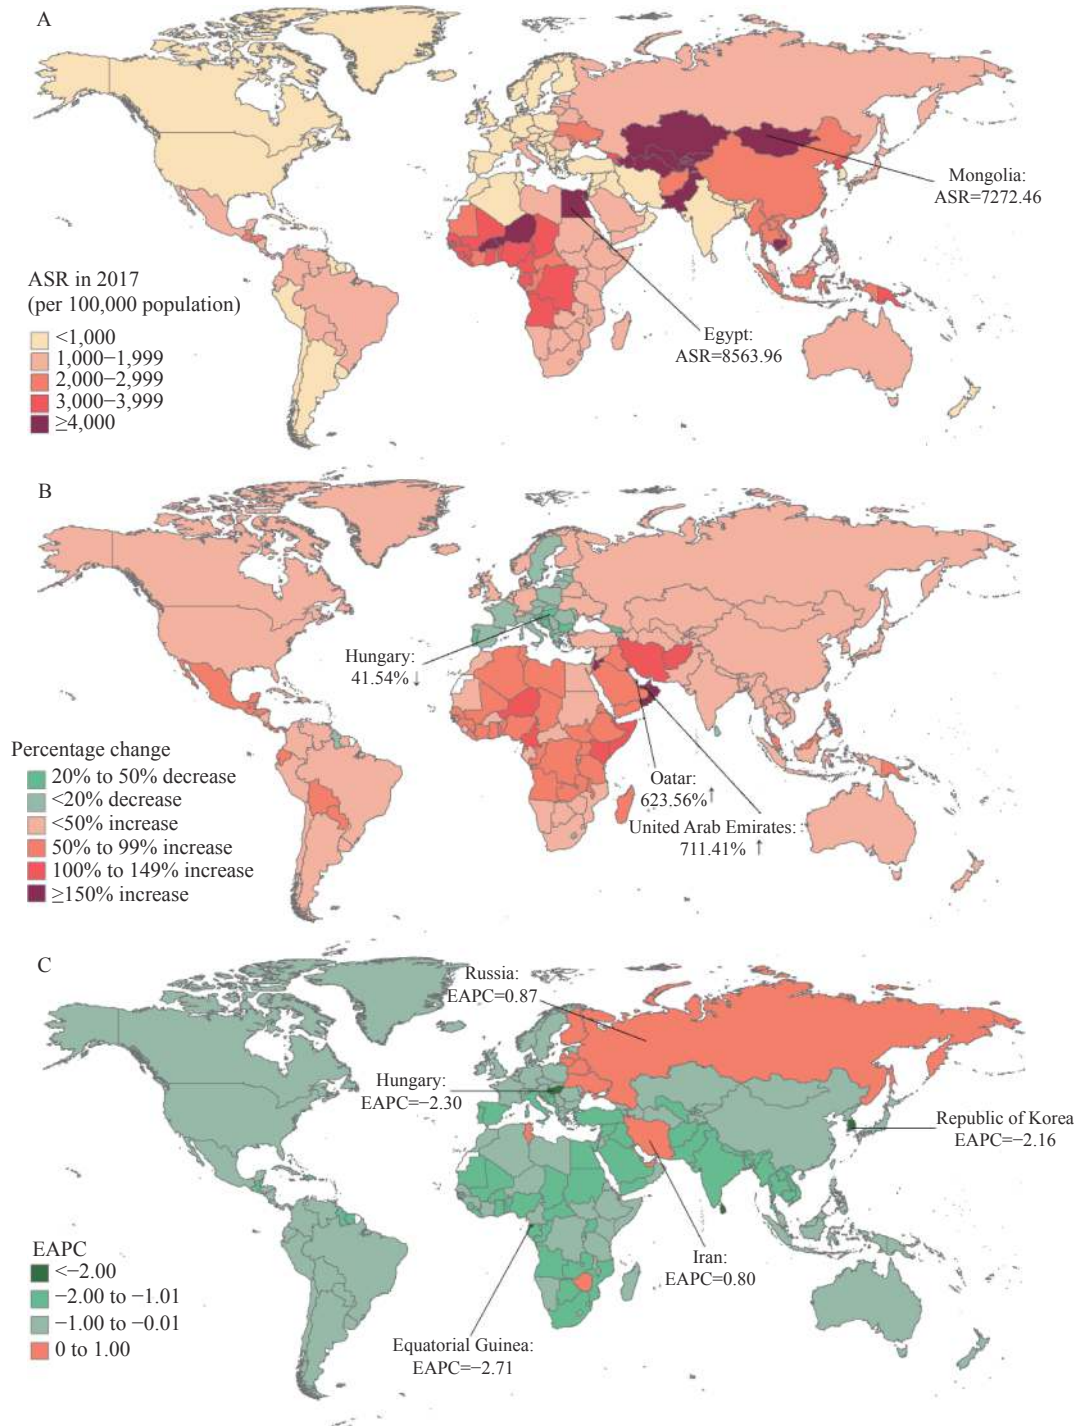 A
Mongolia:
ASR=7272.46
Egypt:
ASR=8563.96
ASR in 2017
(per 100,000 population)
<1,000
1,000−1,999
2,000−2,999
3,000−3,999
≥4,000
B
Hungary:
41.54% ↓
Qatar:
623.56%↑
United Arab Emirates:
711.41% ↑
Percentage change
20% to 50% decrease
<20% decrease
<50% increase
50% to 99% increase
100% to 149% increase
≥150% increase
C
Russia:
EAPC=0.87
Hungary:
EAPC=−2.30
Republic of Korea
EAPC=−2.16
Iran:
EAPC=0.80
Equatorial Guinea:
EAPC=−2.71
EAPC
<−2.00
−2.00 to −1.01
−1.00 to −0.01
0 to 1.00